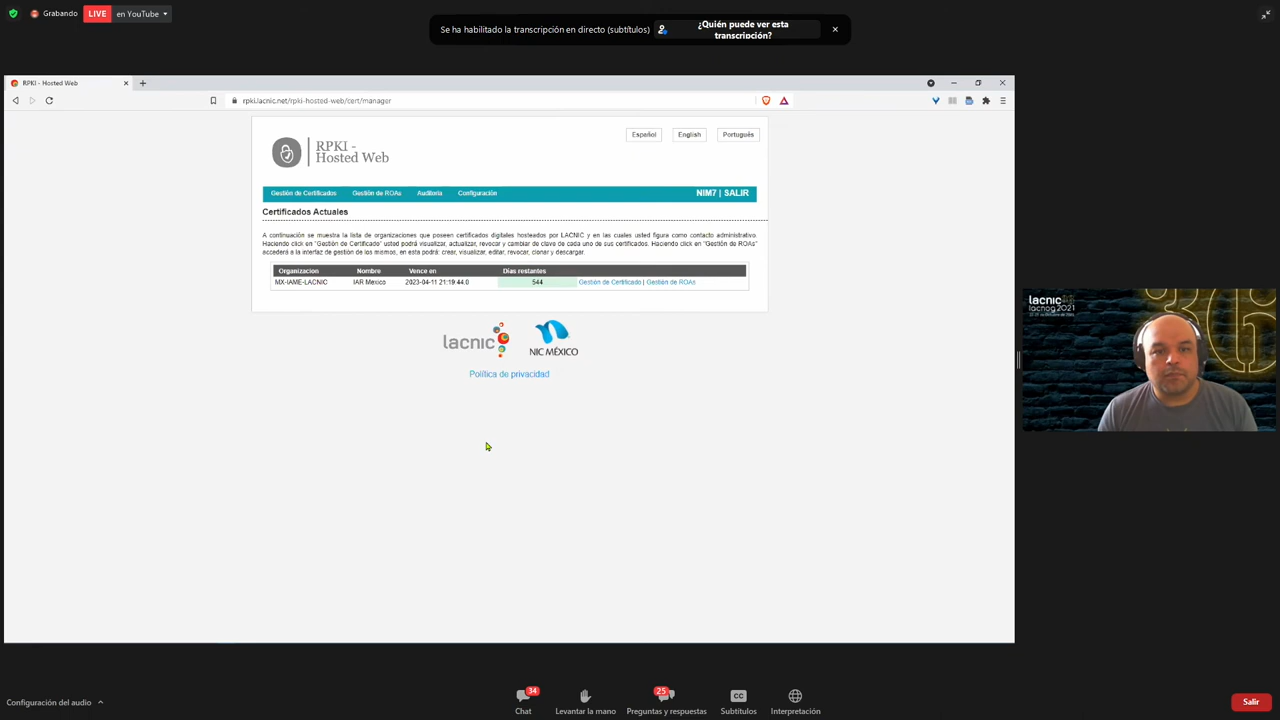 Grabando
LIVE en YouTube
Se ha habilitado la transcripción en directo (subtítulos)
¿Quién puede ver esta transcripción?
RPKI - Hosted Web
rpki.lacnic.net/rpki-hosted-web/cert/manager
Español English Português
RPKI -
Hosted Web
Gestión de Certificados Gestión de ROAs Auditoria Configuración NIM7 | SALIR
Certificados Actuales
A continuación se muestra la lista de organizaciones que poseen certificados digitales hosteados por LACNIC y en las cuales usted figura como contacto administrativo.
Haciendo click en "Gestión de Certificado" usted podrá visualizar, actualizar, revocar y cambiar de clave de cada uno de sus certificados. Haciendo click en "Gestión de ROAs"
accederá a la interfaz de gestión de los mismos, en esta podrá: crear, visualizar, editar, revocar, clonar y descargar.
Organizacion Nombre Vence en Días restantes
MX-IAME-LACNIC IAR Mexico 2023-04-11 21:19:44.0 544 Gestión de Certificado | Gestión de ROAs
lacnic NIC MÉXICO
Política de privacidad
lacnic 36
lacnog 2021
36
Configuración del audio
34
Chat
Levantar la mano
25
Preguntas y respuestas
CC
Subtítulos
Interpretación
Salir